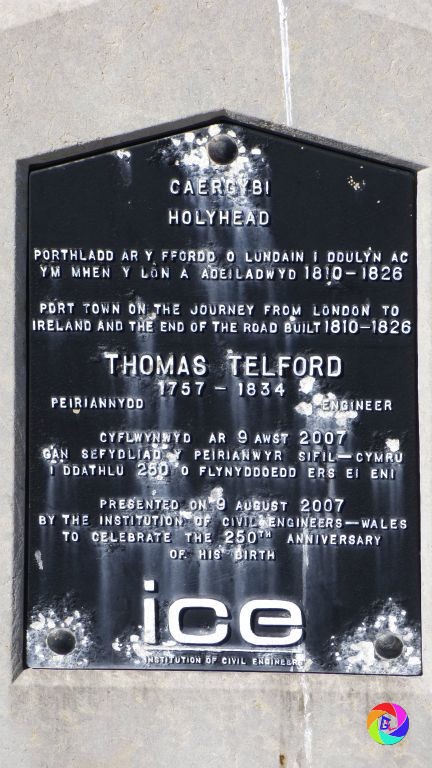 CAERGYBI
HOLYHEAD
PORTHLADD AR Y FFORDD O LUNDAIN I DDULYN AC
YM MHEN Y LÔN A ADEILADWYD 1810–1826
PORT TOWN ON THE JOURNEY FROM LONDON TO
IRELAND AND THE END OF THE ROAD BUILT 1810–1826
THOMAS TELFORD
1757 – 1834
PEIRIANNYDD ENGINEER
CYFLWYNWYD AR 9 AWST 2007
GAN SEFYDLIAD Y PEIRIANWYR SIFIL–CYMRU
I DDATHLU 250 O FLYNYDDOEDD ERS EI ENI
PRESENTED ON 9 AUGUST 2007
BY THE INSTITUTION OF CIVIL ENGINEERS–WALES
TO CELEBRATE THE 250TH ANNIVERSARY
OF HIS BIRTH
ice
INSTITUTION OF CIVIL ENGINEERS